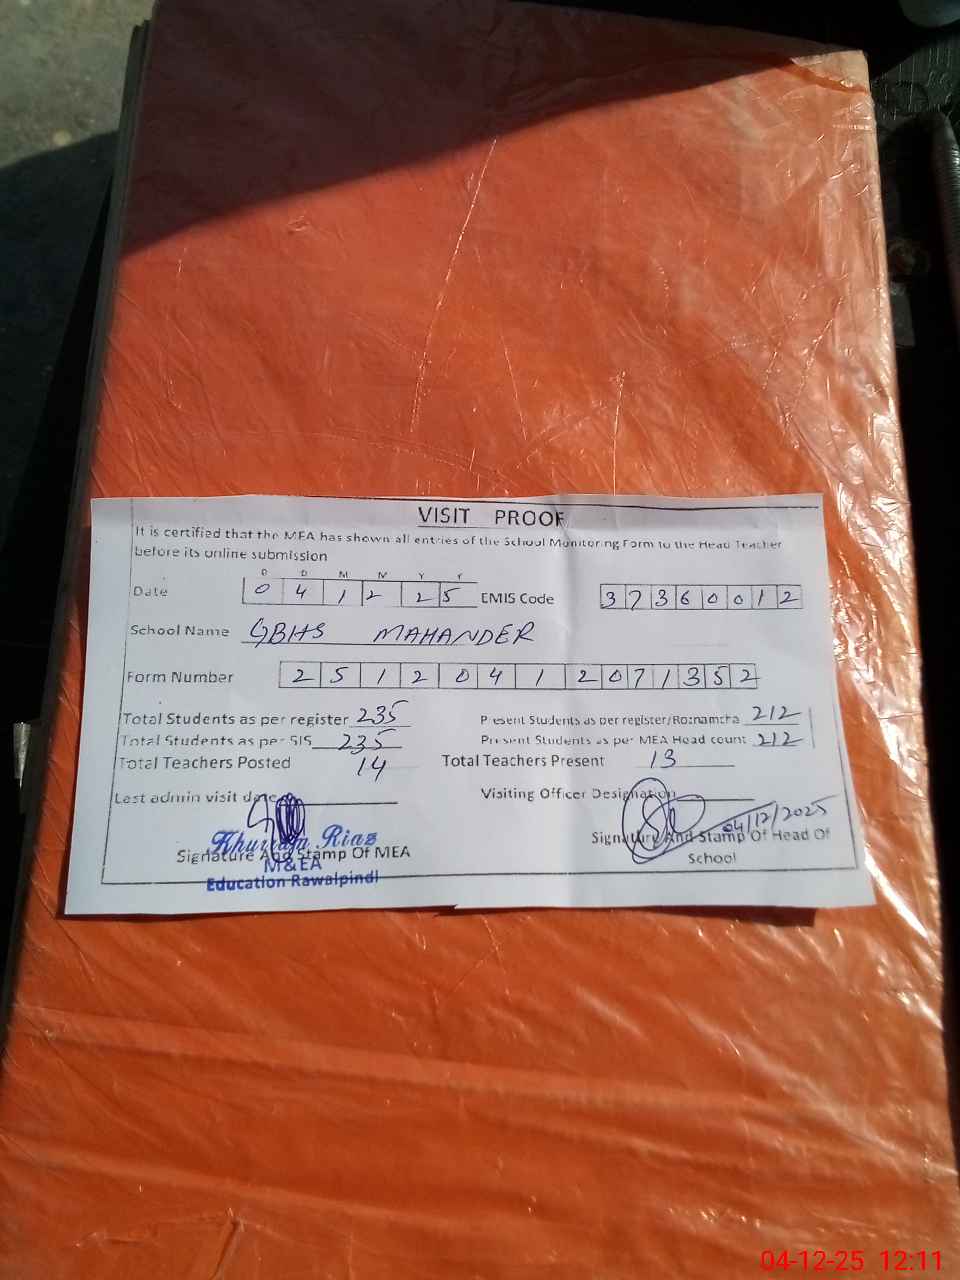 VISIT PROOF
It is certified that the MEA has shown all entries of the School Monitoring Form to the Head Teacher
before its online submission
D D M M Y Y
Date 0 4 1 2 2 5 EMIS Code 3 7 3 6 0 0 1 2
School Name GBHS MAHANDER
Form Number 2 5 1 2 0 4 1 2 0 7 1 3 5 2
Total Students as per register 235 Present Students as per register/Roznamcha 212
Total Students as per SIS 235 Present Students as per MEA Head count 212
Total Teachers Posted 14 Total Teachers Present 13
Last admin visit date Visiting Officer Designation
04/12/2025
Khurram Riaz
Signature And Stamp Of MEA Signature And Stamp Of Head Of
School
M&EA
Education Rawalpindi
04-12-25 12:11